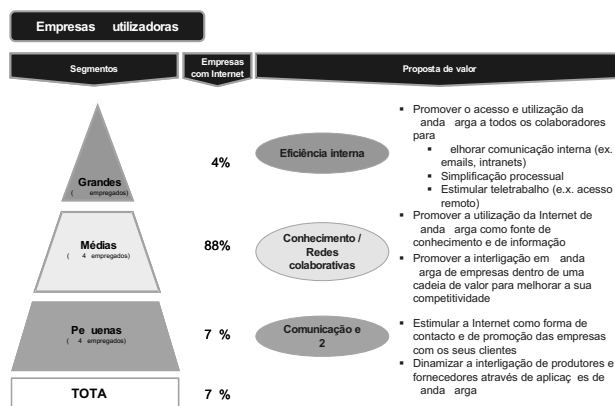 Empresas utilizadoras
Segmentos
Empresas
com Internet
Proposta de valor
Grandes
( empregados)
4%
Eficiência interna
▪ Promover o acesso e utilização da
anda arga a todos os colaboradores
para
▪ elhorar comunicação interna (ex.
emails, intranets)
▪ Simplificação processual
▪ Estimular teletrabalho (e.x. acesso
remoto)
Médias
( 4 empregados)
88%
Conhecimento /
Redes
colaborativas
▪ Promover a utilização da Internet de
anda arga como fonte de
conhecimento e de informação
▪ Promover a interligação em anda
arga de empresas dentro de uma
cadeia de valor para melhorar a sua
competitividade
Pe uenas
( 4 empregados)
7 %
Comunicação e
2
▪ Estimular a Internet como forma de
contacto e de promoção das empresas
com os seus clientes
▪ Dinamizar a interligação de produtores e
fornecedores através de aplicaç es de
anda arga
TOTA
7 %